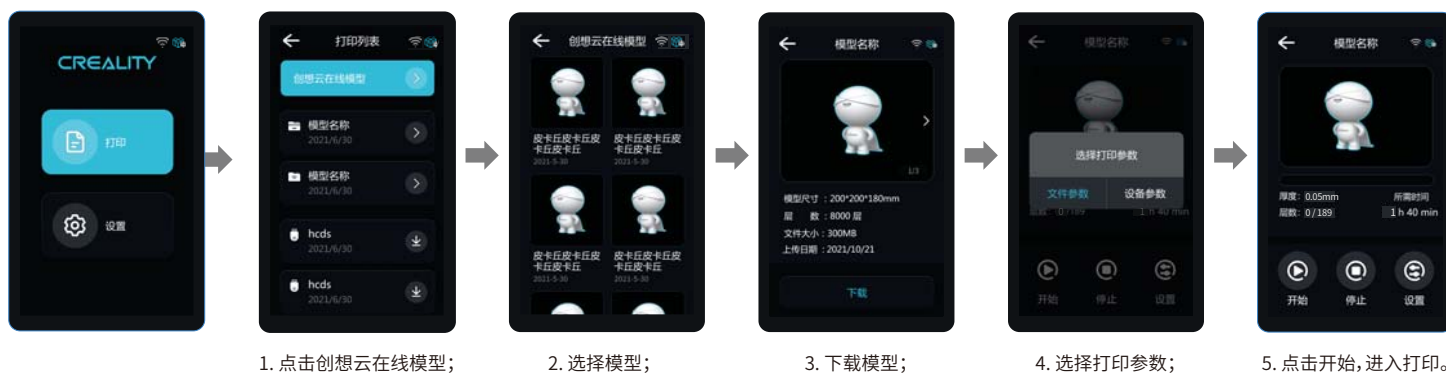 CREALITY
打印
设置
打印列表
创想云在线模型
模型名称
2021/6/30
模型名称
2021/6/30
hcds
2021/6/30
hcds
2021/6/30
1. 点击创想云在线模型；
创想云在线模型
皮卡丘皮卡丘皮
卡丘皮卡丘
2021-5-30
皮卡丘皮卡丘皮
卡丘皮卡丘
2021-5-30
皮卡丘皮卡丘皮
卡丘皮卡丘
2021-5-30
皮卡丘皮卡丘皮
卡丘皮卡丘
2021-5-30
2. 选择模型；
模型名称
1/3
模型尺寸：200*200*180mm
层 数：8000 层
文件大小：300MB
上传日期：2021/10/21
下载
3. 下载模型；
模型名称
选择打印参数
文件参数 设备参数
层数：0/189 1 h 40 min
开始 停止 设置
4. 选择打印参数；
模型名称
厚度：0.05mm 所需时间
层数：0/189 1 h 40 min
开始 停止 设置
5. 点击开始，进入打印。